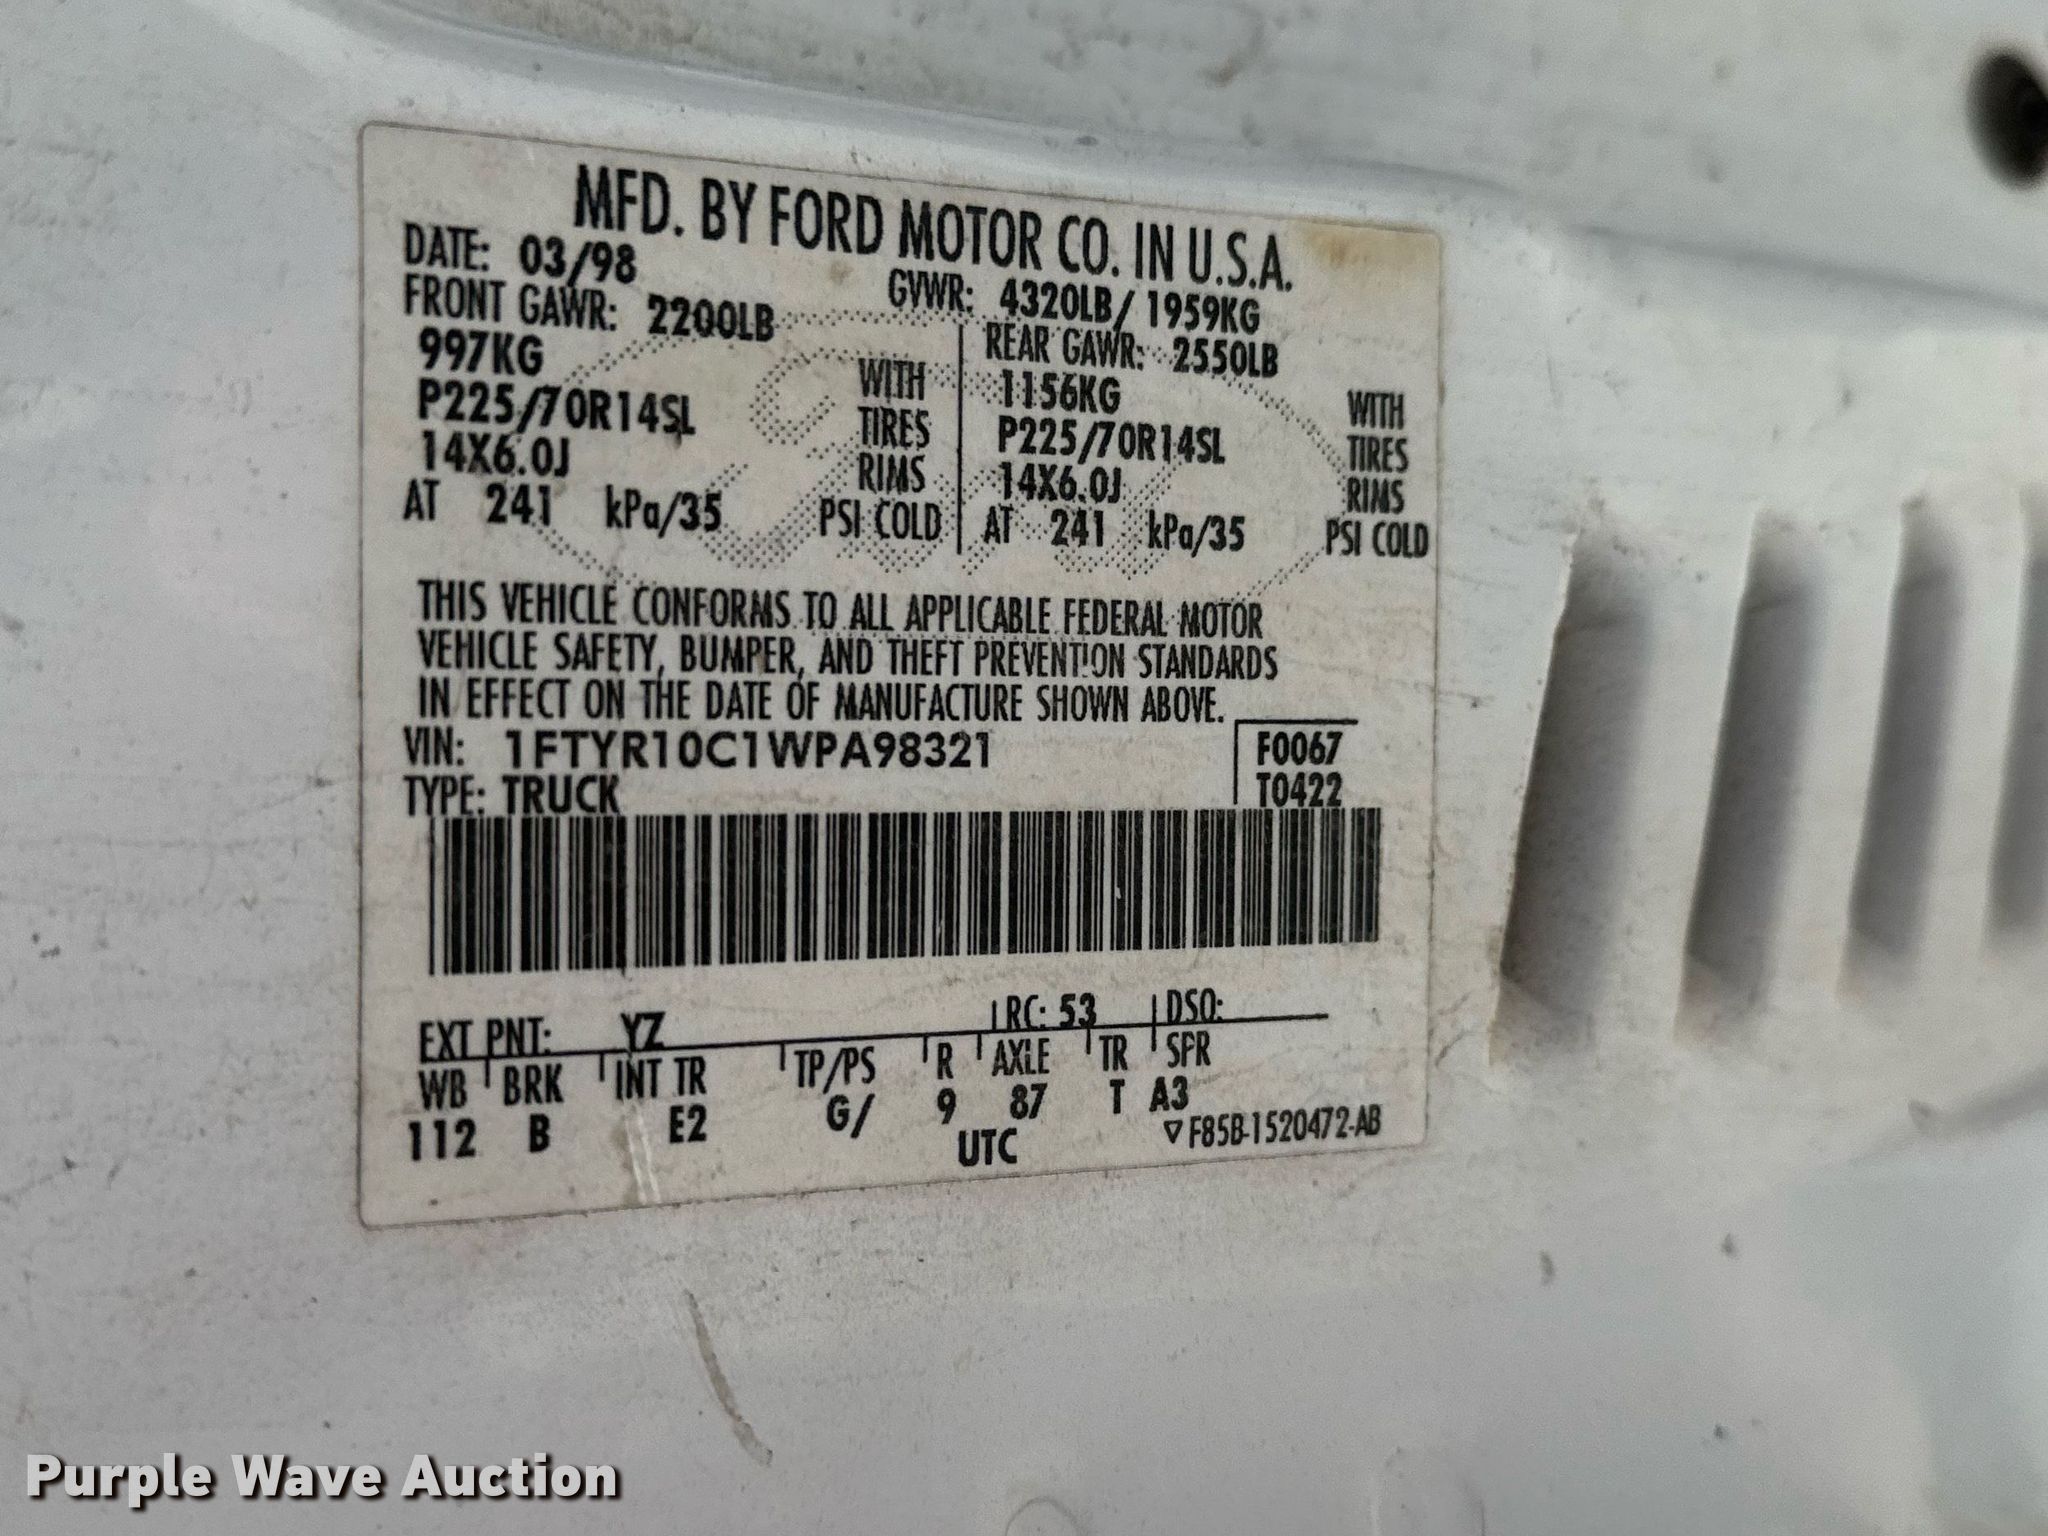 MFD. BY FORD MOTOR CO. IN U.S.A.
DATE: 03/98 GVWR: 4320LB/ 1959KG
FRONT GAWR: 2200LB REAR GAWR: 2550LB
997KG WITH 1156KG WITH
P225/70R14SL TIRES P225/70R14SL TIRES
14X6.0J RIMS 14X6.0J RIMS
AT 241 kPa/35 PSI COLD AT 241 kPa/35 PSI COLD
THIS VEHICLE CONFORMS TO ALL APPLICABLE FEDERAL MOTOR
VEHICLE SAFETY, BUMPER, AND THEFT PREVENTION STANDARDS
IN EFFECT ON THE DATE OF MANUFACTURE SHOWN ABOVE.
VIN: 1FTYR10C1WPA98321 F0067
TYPE: TRUCK T0422
EXT PNT: YZ RC: 53 DSO:
WB BRK INT TR TP/PS R AXLE TR SPR
112 B E2 G/ 9 87 T A3
UTC ▽F85B-1520472-AB
Purple Wave Auction